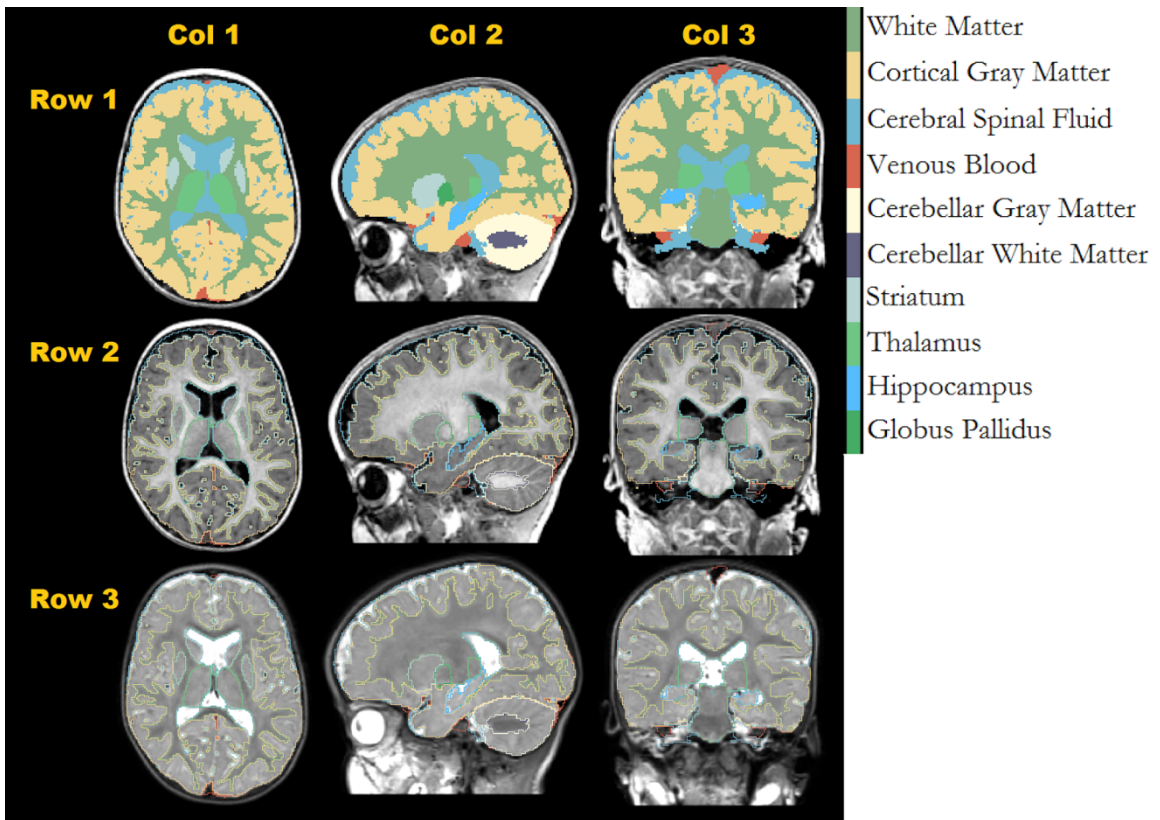 Col 1
Col 2
Col 3
Row 1
Row 2
Row 3
White Matter
Cortical Gray Matter
Cerebral Spinal Fluid
Venous Blood
Cerebellar Gray Matter
Cerebellar White Matter
Striatum
Thalamus
Hippocampus
Globus Pallidus